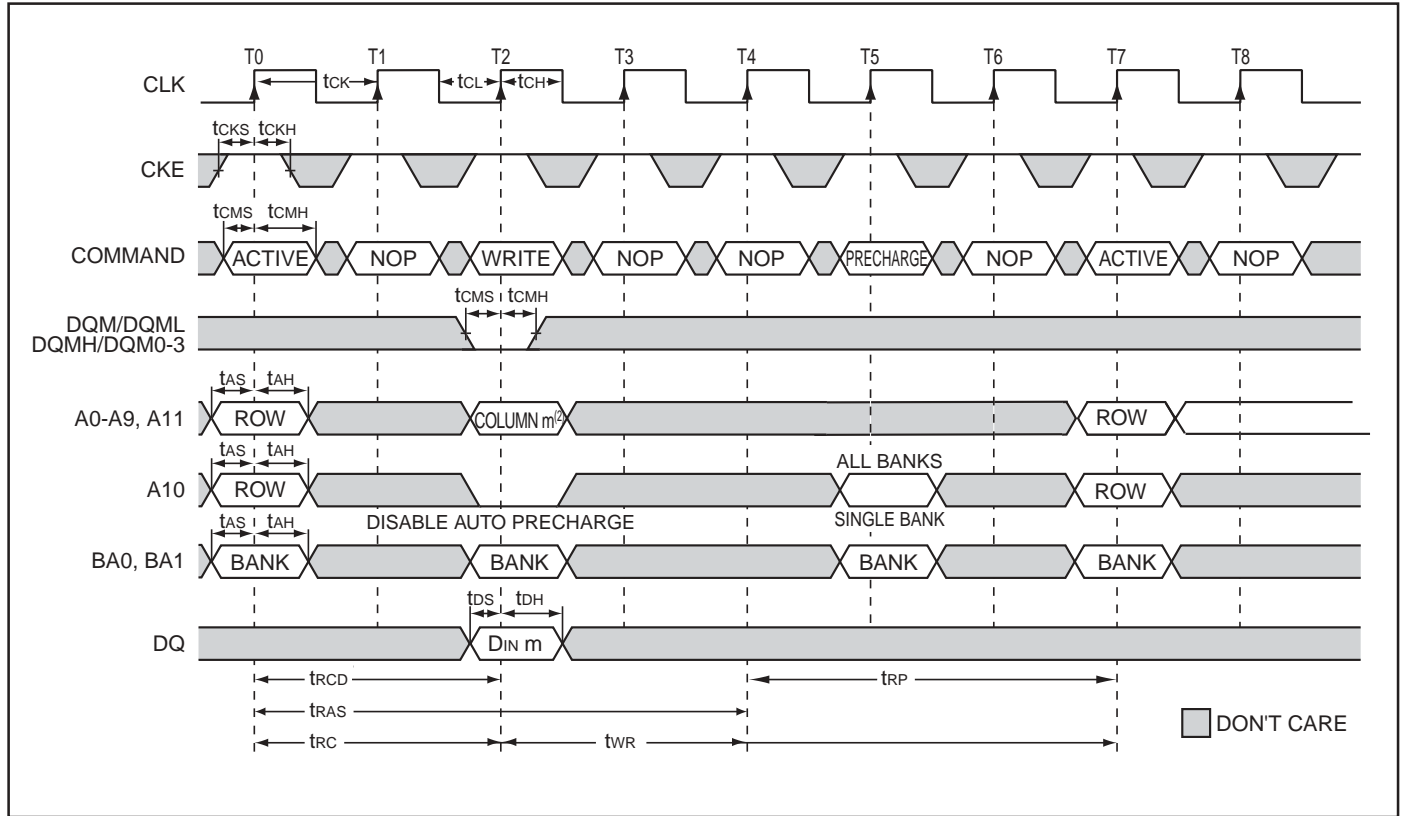 T0 T1 T2 T3 T4 T5 T6 T7 T8
CLK tCK tCL tCH
tCKS tCKH
CKE
tCMS tCMH
COMMAND ACTIVE NOP WRITE NOP NOP PRECHARGE NOP ACTIVE NOP
tCMS tCMH
DQM/DQML
DQMH/DQM0-3
tAS tAH
A0-A9, A11 ROW COLUMN m(2) ROW
tAS tAH ALL BANKS
A10 ROW ROW
DISABLE AUTO PRECHARGE SINGLE BANK
tAS tAH
BA0, BA1 BANK BANK BANK BANK
tDS tDH
DQ DIN m
tRCD tRP
tRAS
DON'T CARE
tRC tWR